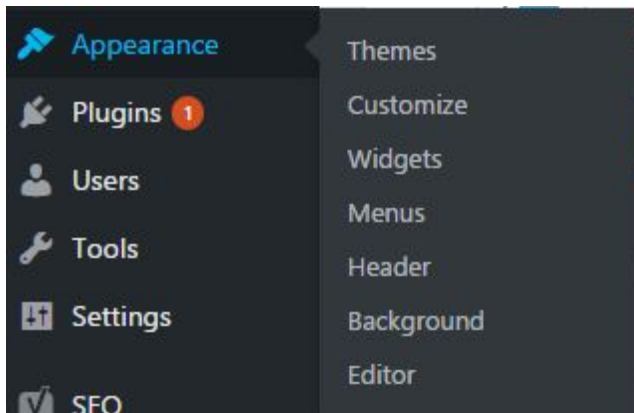 Appearance
Plugins 1
Users
Tools
Settings
SEO
Themes
Customize
Widgets
Menus
Header
Background
Editor